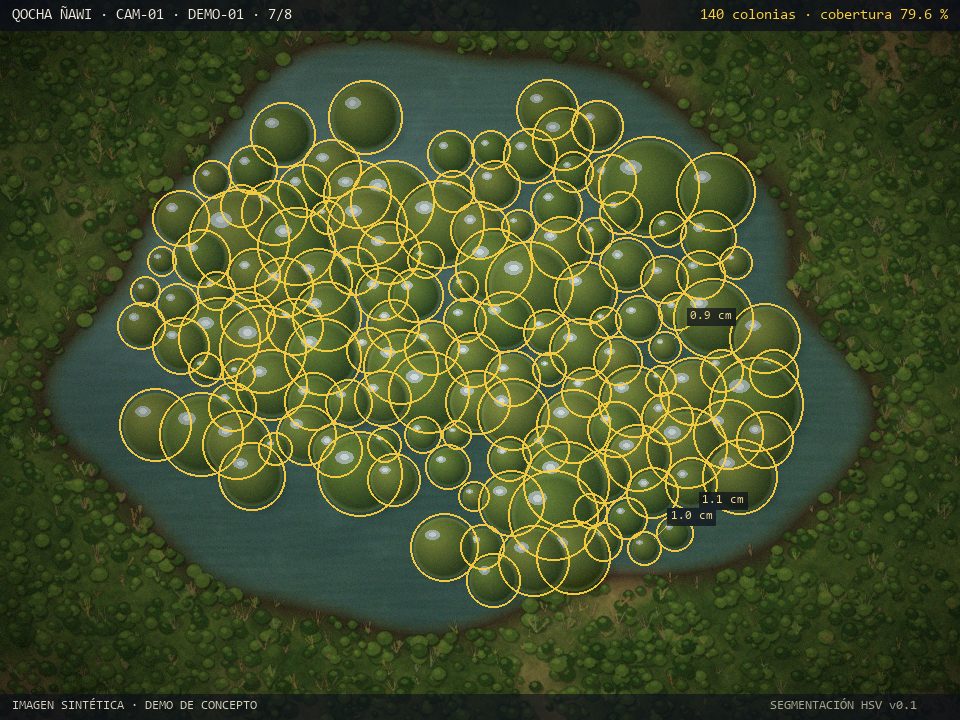 QOCHA ÑAWI · CAM-01 · DEMO-01 · 7/8
140 colonias · cobertura 79.6 %
0.9 cm
1.1 cm
1.0 cm
IMAGEN SINTÉTICA · DEMO DE CONCEPTO
SEGMENTACIÓN HSV v0.1